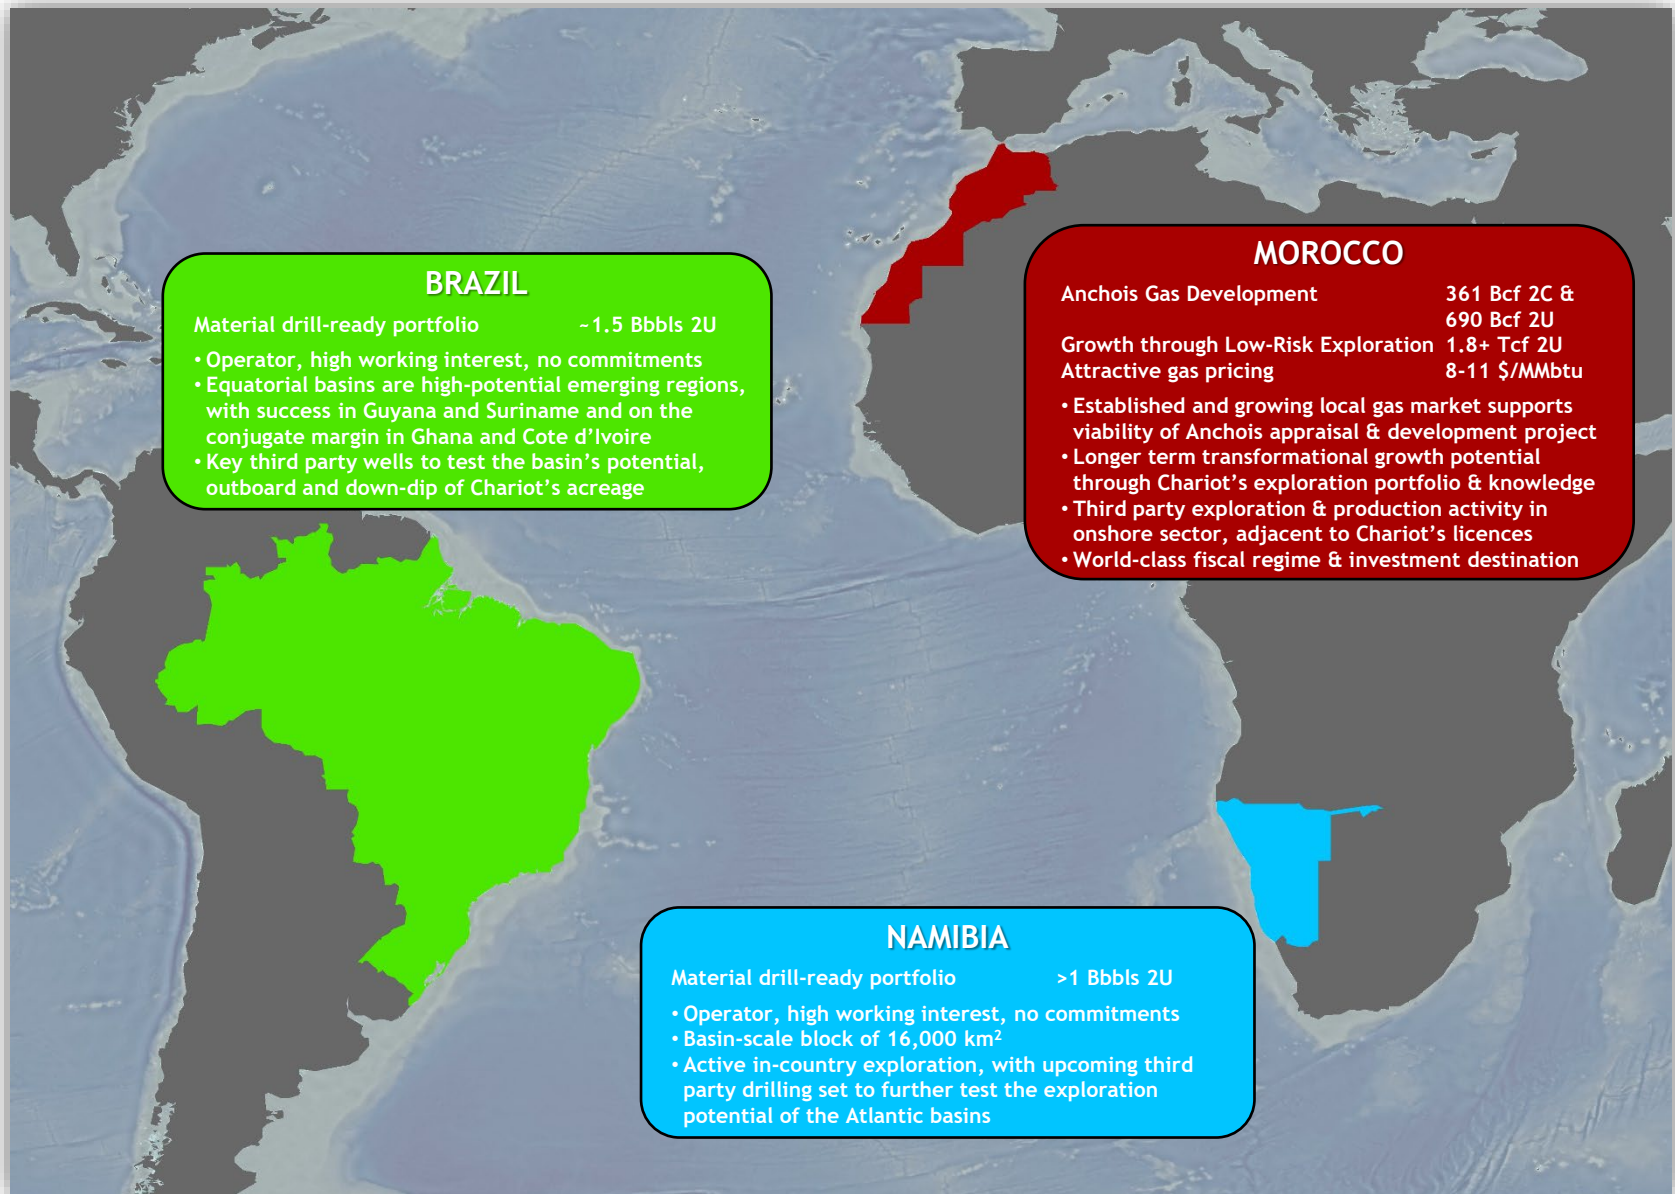 BRAZIL
Material drill-ready portfolio ~1.5 Bbbls 2U
• Operator, high working interest, no commitments
• Equatorial basins are high-potential emerging regions,
with success in Guyana and Suriname and on the
conjugate margin in Ghana and Cote d'Ivoire
• Key third party wells to test the basin's potential,
outboard and down-dip of Chariot's acreage
MOROCCO
Anchois Gas Development 361 Bcf 2C &
690 Bcf 2U
Growth through Low-Risk Exploration 1.8+ Tcf 2U
Attractive gas pricing 8-11 $/MMbtu
• Established and growing local gas market supports
viability of Anchois appraisal & development project
• Longer term transformational growth potential
through Chariot's exploration portfolio & knowledge
• Third party exploration & production activity in
onshore sector, adjacent to Chariot's licences
• World-class fiscal regime & investment destination
NAMIBIA
Material drill-ready portfolio >1 Bbbls 2U
• Operator, high working interest, no commitments
• Basin-scale block of 16,000 km²
• Active in-country exploration, with upcoming third
party drilling set to further test the exploration
potential of the Atlantic basins